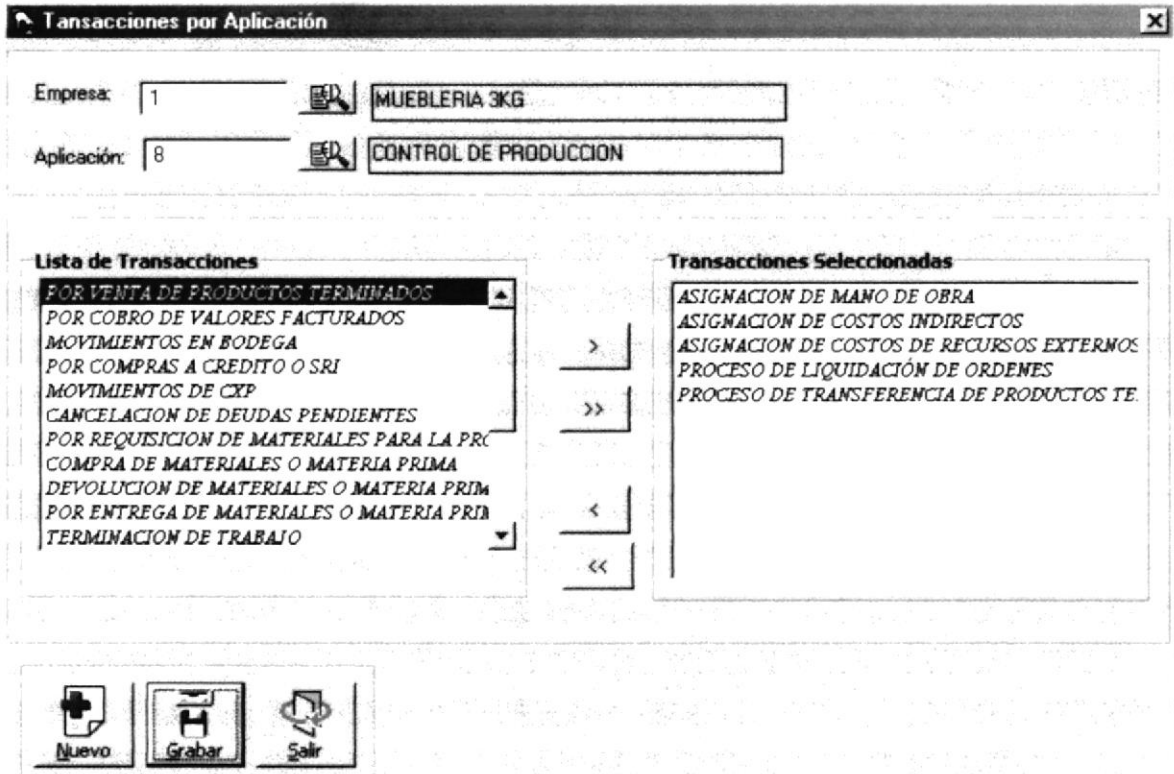 Tansacciones por Aplicación
Empresa: 1 MUEBLERIA 3KG
Aplicación: 8 CONTROL DE PRODUCCION
Lista de Transacciones
POR VENTA DE PRODUCTOS TERMINADOS
POR COBRO DE VALORES FACTURADOS
MOVIMIENTOS EN BODEGA
POR COMPRAS A CREDITO O SRI
MOVIMIENTOS DE CXP
CANCELACION DE DEUDAS PENDIENTES
POR REQUISICION DE MATERIALES PARA LA PRO
COMPRA DE MATERIALES O MATERIA PRIMA
DEVOLUCION DE MATERIALES O MATERIA PRIM
POR ENTREGA DE MATERIALES O MATERIA PRIM
TERMINACION DE TRABAJO
>
>>
<
<<
Transacciones Seleccionadas
ASIGNACION DE MANO DE OBRA
ASIGNACION DE COSTOS INDIRECTOS
ASIGNACION DE COSTOS DE RECURSOS EXTERNOS
PROCESO DE LIQUIDACIÓN DE ORDENES
PROCESO DE TRANSFERENCIA DE PRODUCTOS TE
Nuevo
Grabar
Salir